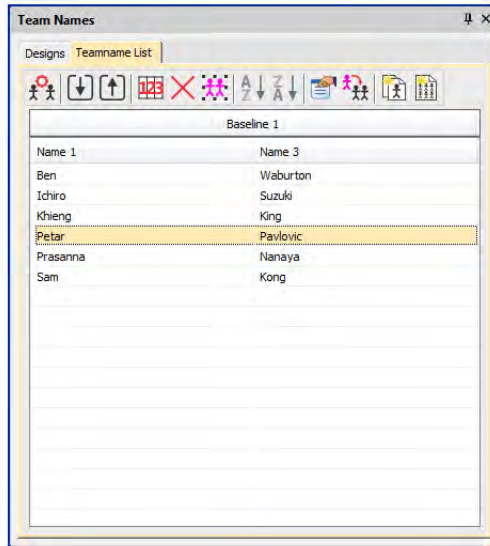 Team Names
Designs Teamname List
123 A Z Z A
Baseline 1
Name 1 Name 3
Ben Waburton
Ichiro Suzuki
Khieng King
Petar Pavlovic
Prasanna Nanaya
Sam Kong